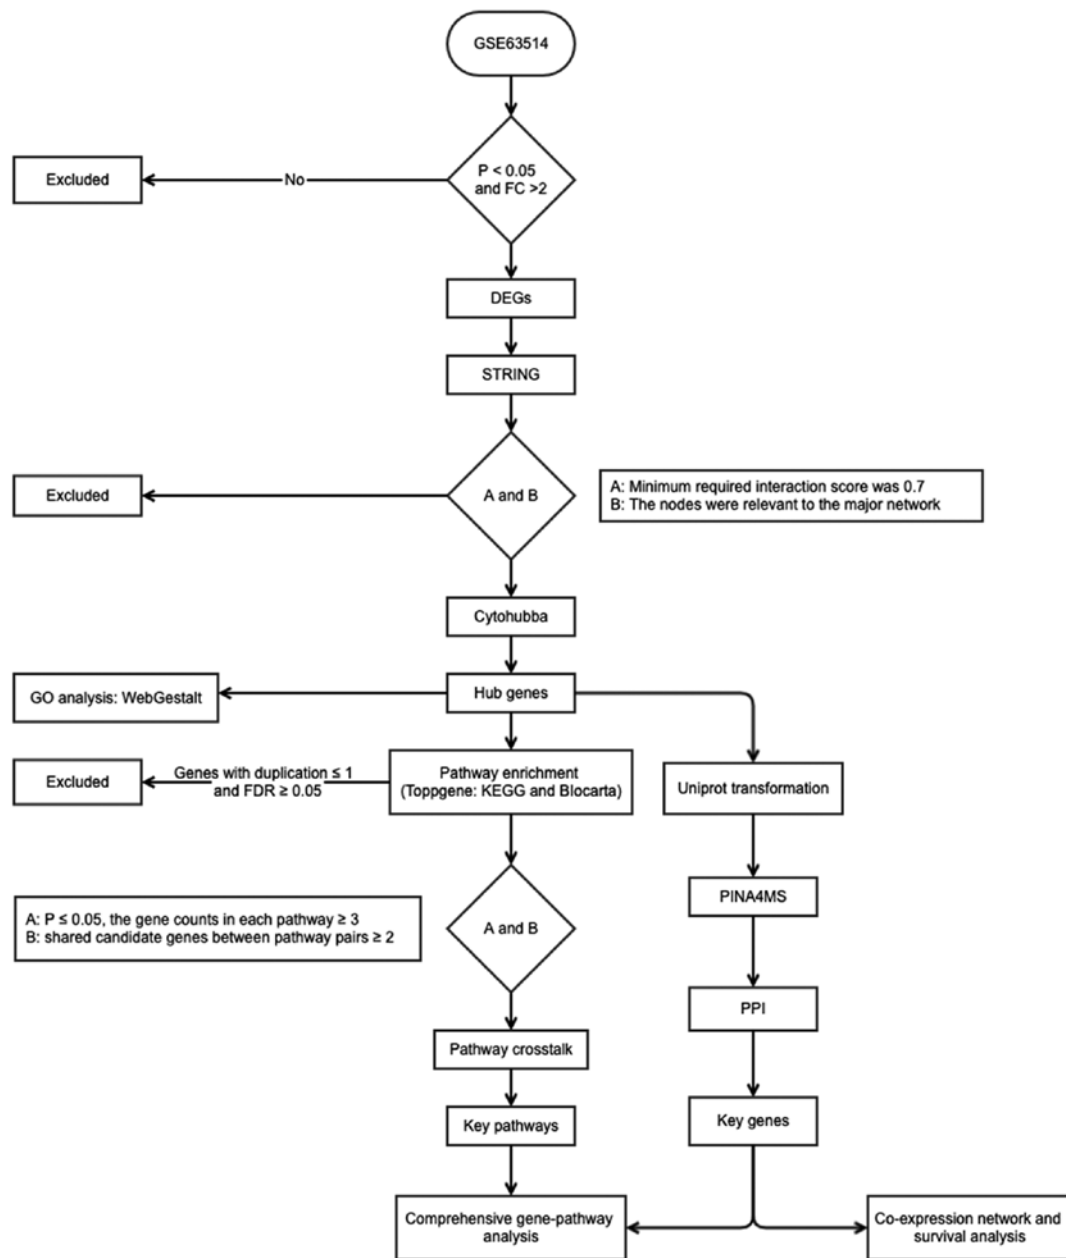 GSE63514
P < 0.05
and FC >2
No
Excluded
DEGs
STRING
A and B
Excluded
A: Minimum required interaction score was 0.7
B: The nodes were relevant to the major network
Cytohubba
GO analysis: WebGestalt
Hub genes
Excluded
Genes with duplication ≤ 1
and FDR ≥ 0.05
Pathway enrichment
(Toppgene: KEGG and Blocarta)
Uniprot transformation
A: P ≤ 0.05, the gene counts in each pathway ≥ 3
B: shared candidate genes between pathway pairs ≥ 2
A and B
PINA4MS
PPI
Pathway crosstalk
Key pathways
Key genes
Comprehensive gene-pathway
analysis
Co-expression network and
survival analysis